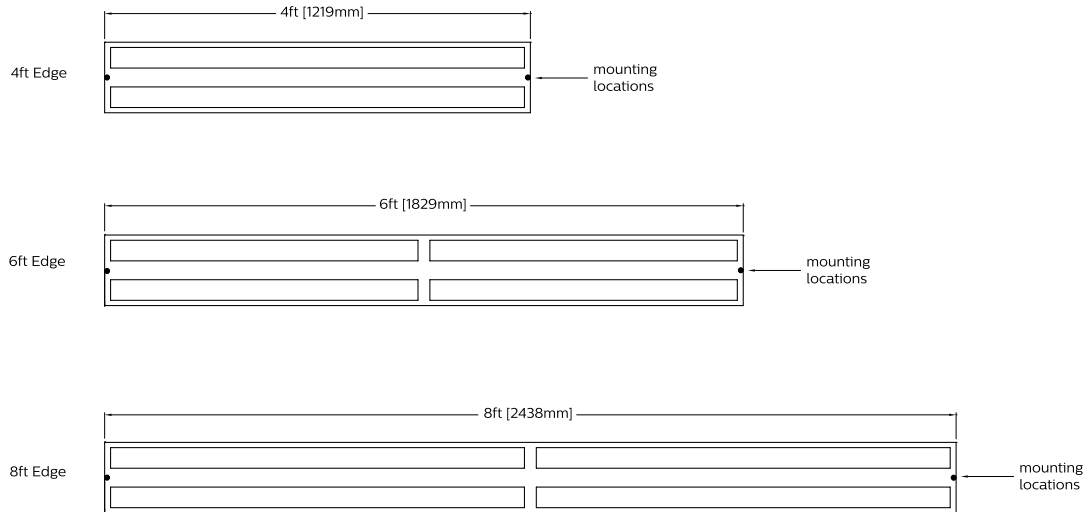 4ft [1219mm]
4ft Edge
mounting
locations
6ft [1829mm]
6ft Edge
mounting
locations
8ft [2438mm]
8ft Edge
mounting
locations